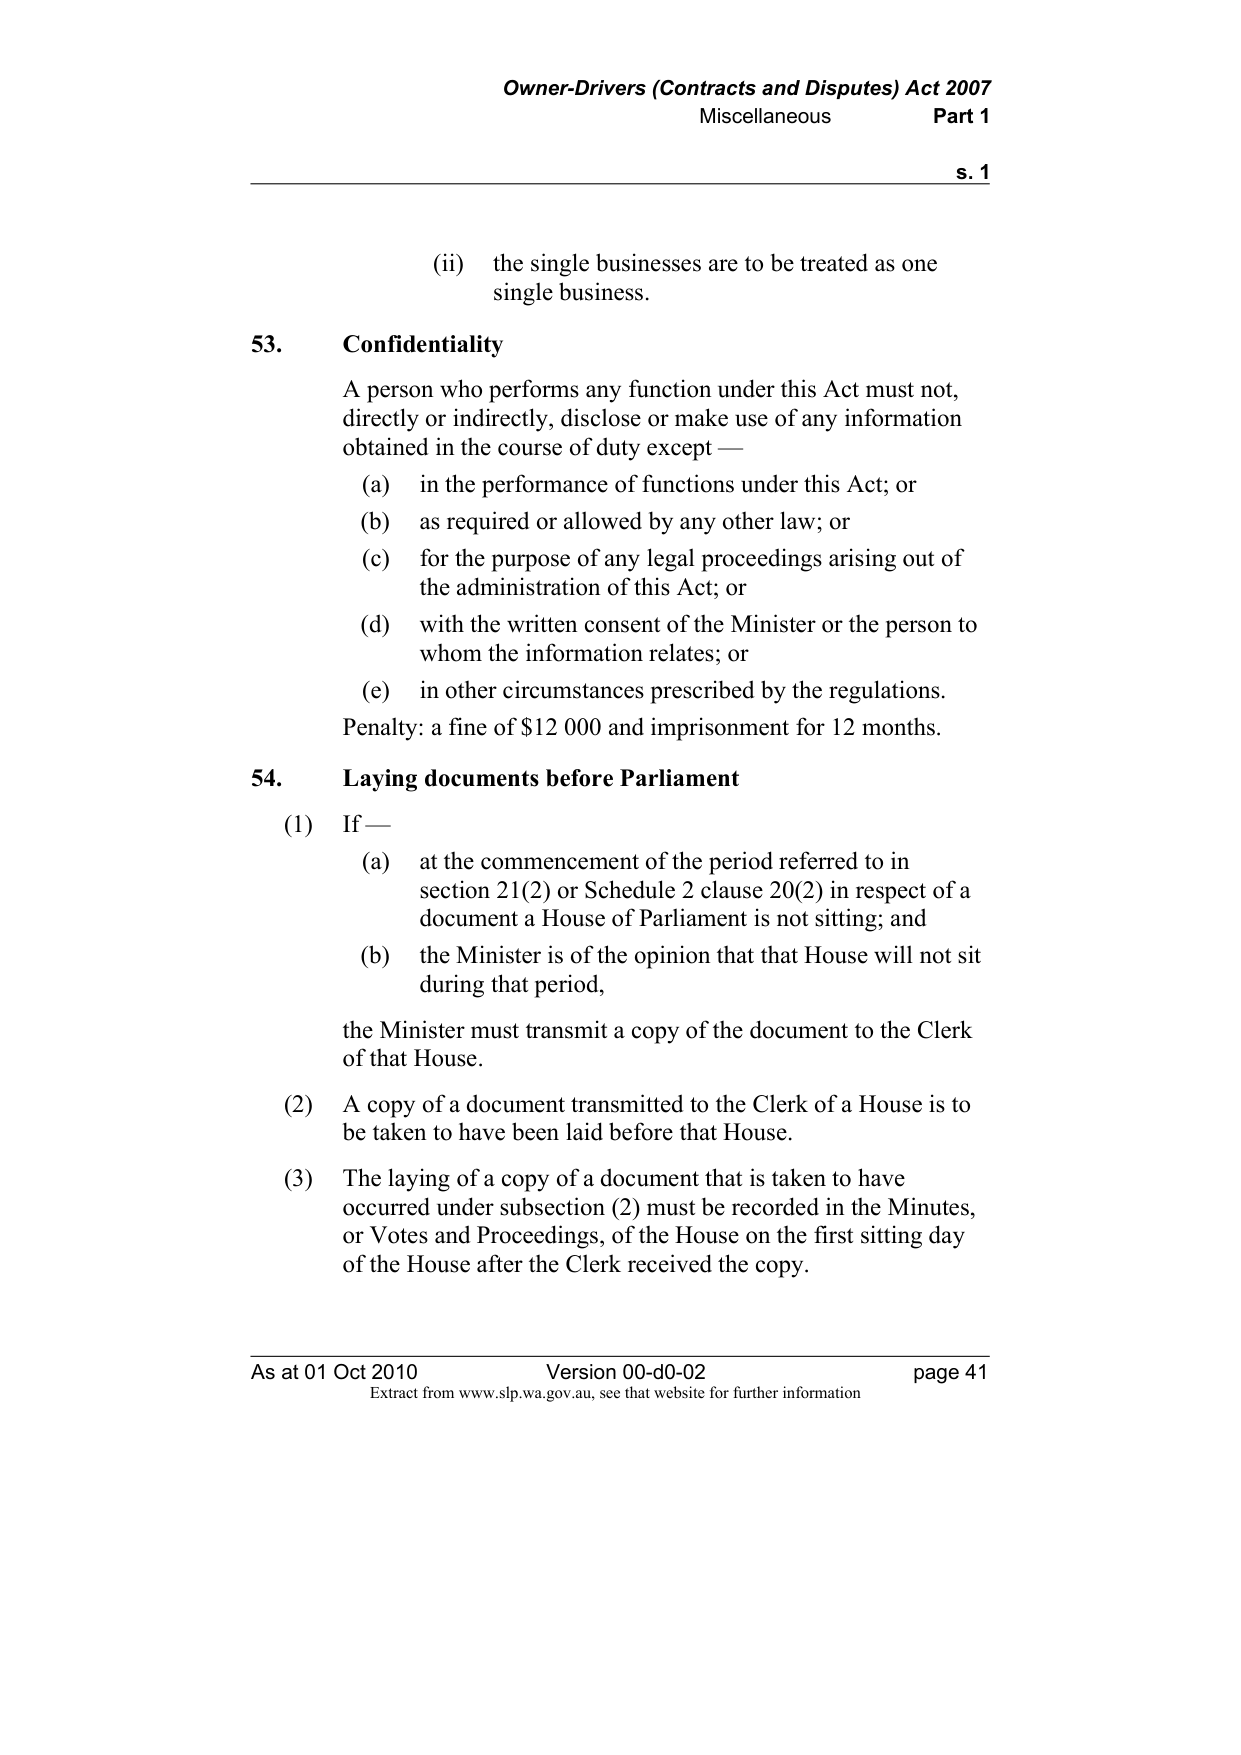 Owner-Drivers (Contracts and Disputes) Act 2007
Miscellaneous Part 1
s. 1
(ii) the single businesses are to be treated as one
single business.
53. Confidentiality
A person who performs any function under this Act must not,
directly or indirectly, disclose or make use of any information
obtained in the course of duty except —
(a) in the performance of functions under this Act; or
(b) as required or allowed by any other law; or
(c) for the purpose of any legal proceedings arising out of
the administration of this Act; or
(d) with the written consent of the Minister or the person to
whom the information relates; or
(e) in other circumstances prescribed by the regulations.
Penalty: a fine of $12 000 and imprisonment for 12 months.
54. Laying documents before Parliament
(1) If —
(a) at the commencement of the period referred to in
section 21(2) or Schedule 2 clause 20(2) in respect of a
document a House of Parliament is not sitting; and
(b) the Minister is of the opinion that that House will not sit
during that period,
the Minister must transmit a copy of the document to the Clerk
of that House.
(2) A copy of a document transmitted to the Clerk of a House is to
be taken to have been laid before that House.
(3) The laying of a copy of a document that is taken to have
occurred under subsection (2) must be recorded in the Minutes,
or Votes and Proceedings, of the House on the first sitting day
of the House after the Clerk received the copy.
As at 01 Oct 2010 Version 00-d0-02 page 41
Extract from www.slp.wa.gov.au, see that website for further information